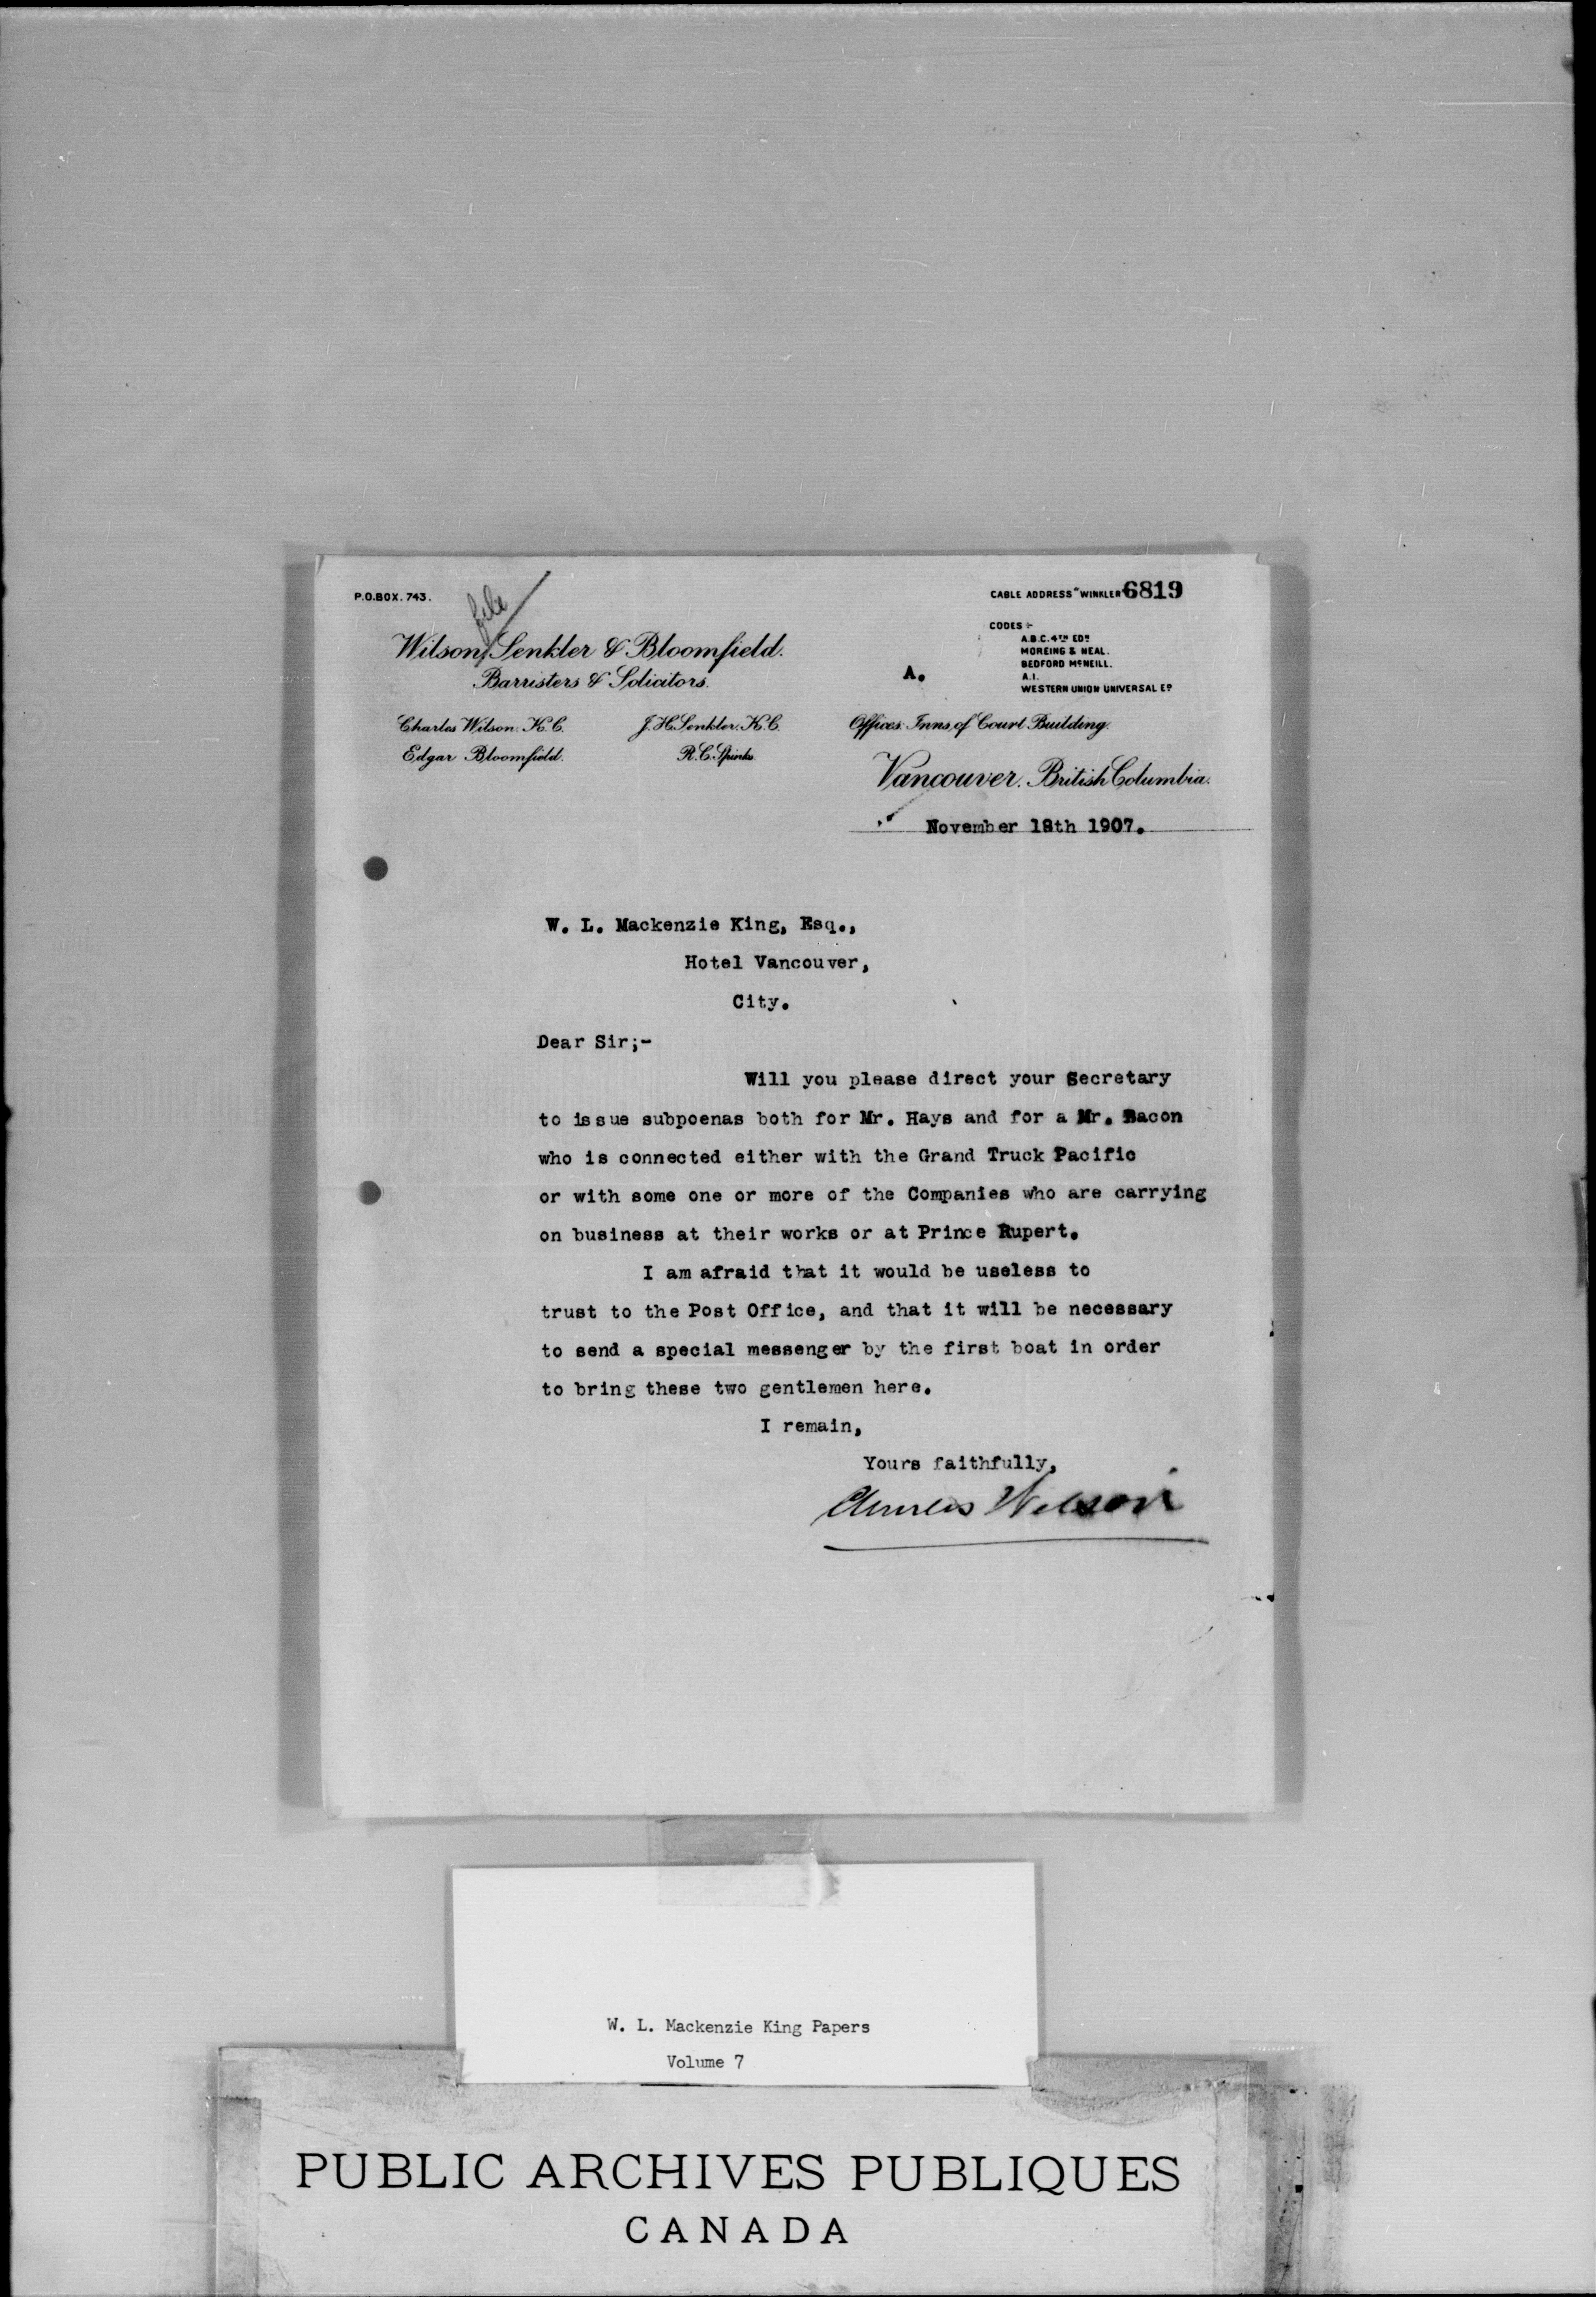 P.O.BOX. 743.
file
CABLE ADDRESS "WINKLER"
6819
CODES:-
A.B.C. 4TH EDN
MOREING & NEAL.
BEDFORD McNEILL.
A.I.
WESTERN UNION UNIVERSAL ED
Wilson, Senkler & Bloomfield.
Barristers & Solicitors.
A.
Charles Wilson. K.C. J.H. Senkler. K.C.
Edgar Bloomfield. R.C. Spinks.
Offices: Inns of Court Building.
Vancouver. British Columbia.
November 18th 1907.
W. L. Mackenzie King, Esq.,
Hotel Vancouver,
City.
Dear Sir;-
Will you please direct your Secretary
to issue subpoenas both for Mr. Hays and for a Mr. Bacon
who is connected either with the Grand Truck Pacific
or with some one or more of the Companies who are carrying
on business at their works or at Prince Rupert.
I am afraid that it would be useless to
trust to the Post Office, and that it will be necessary
to send a special messenger by the first boat in order
to bring these two gentlemen here.
I remain,
Yours faithfully,
Charles Wilson
W. L. Mackenzie King Papers
Volume 7
PUBLIC ARCHIVES PUBLIQUES
CANADA